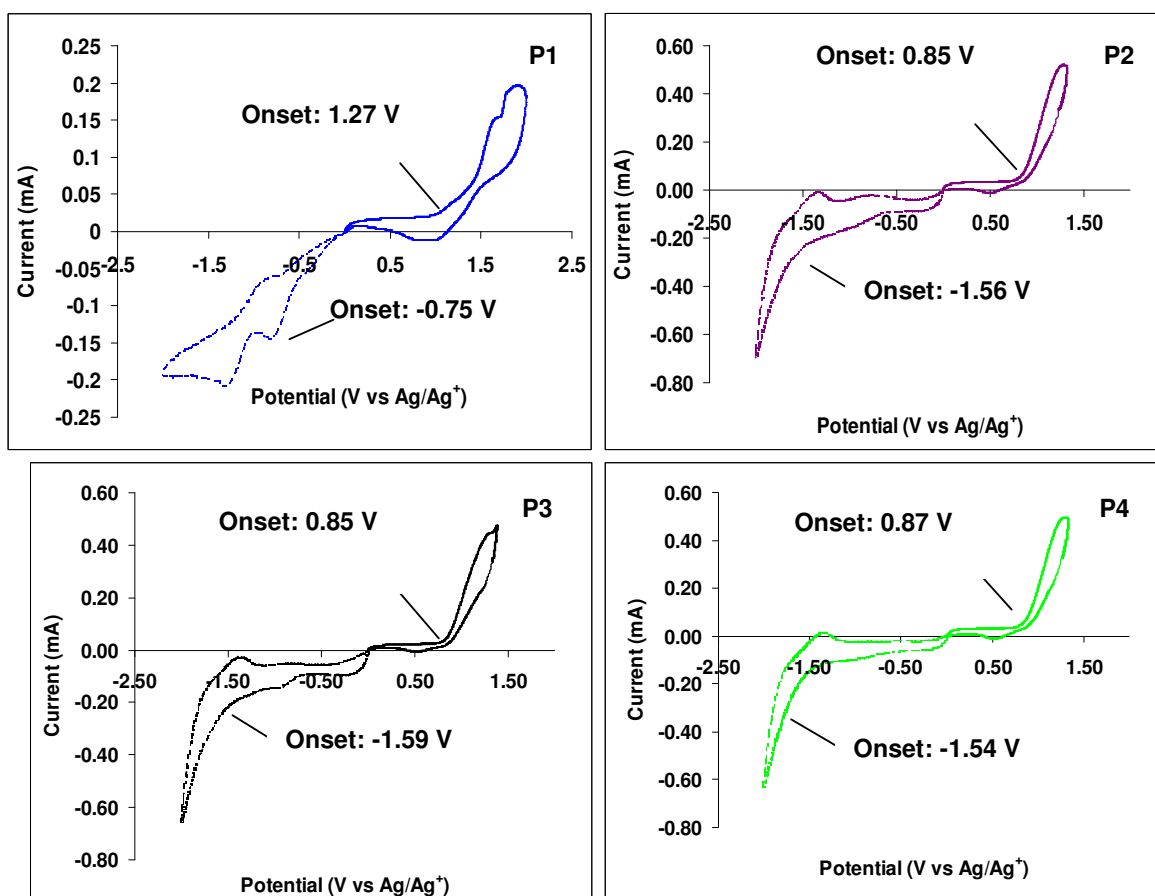 P1
0.25
0.2
0.15
0.1
0.05
0
-0.05
-0.1
-0.15
-0.2
-0.25
-2.5 -1.5 -0.5 0.5 1.5 2.5
Onset: 1.27 V
Onset: -0.75 V
Current (mA)
Potential (V vs Ag/Ag+)
P2
0.60
0.40
0.20
0.00
-0.20
-0.40
-0.60
-0.80
-2.50 -1.50 -0.50 0.50 1.50
Onset: 0.85 V
Onset: -1.56 V
Current (mA)
Potential (V vs Ag/Ag+)
P3
0.60
0.40
0.20
0.00
-0.20
-0.40
-0.60
-0.80
-2.50 -1.50 -0.50 0.50 1.50
Onset: 0.85 V
Onset: -1.59 V
Current (mA)
Potential (V vs Ag/Ag+)
P4
0.60
0.40
0.20
0.00
-0.20
-0.40
-0.60
-0.80
-2.50 -1.50 -0.50 0.50 1.50
Onset: 0.87 V
Onset: -1.54 V
Current (mA)
Potential (V vs Ag/Ag+)